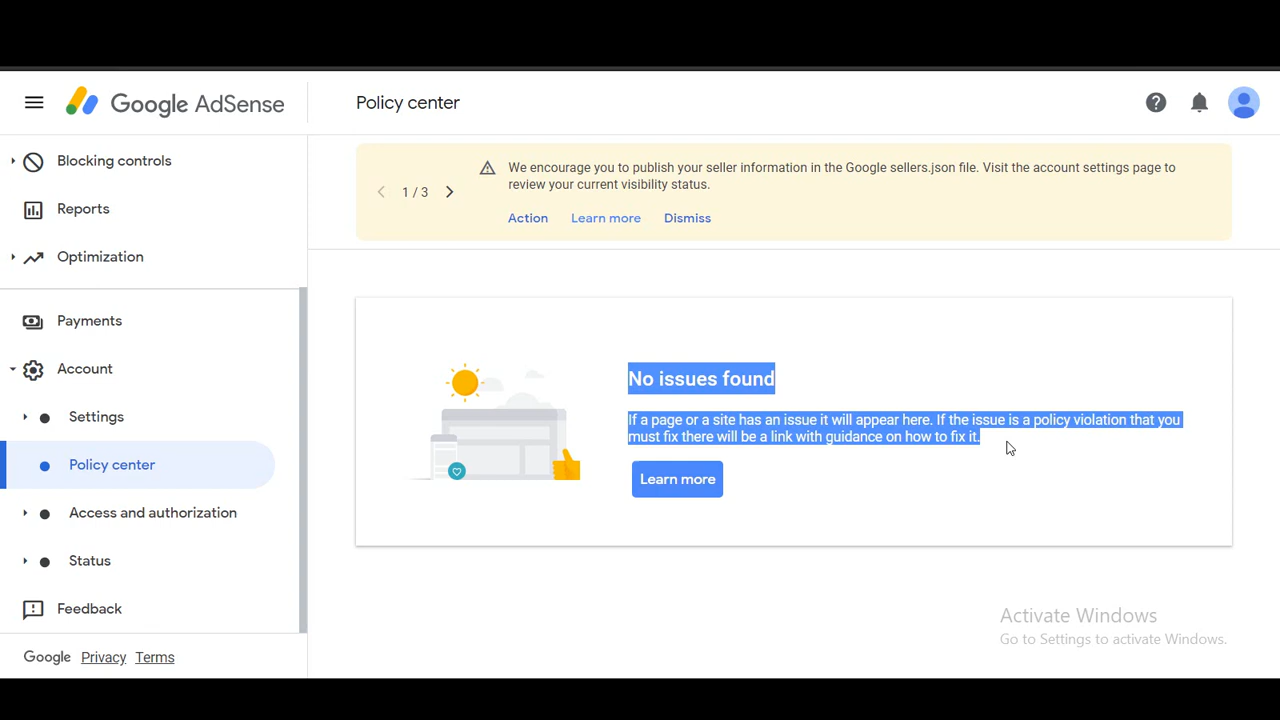 Google AdSense
Policy center
Blocking controls
Reports
Optimization
Payments
Account
Settings
Policy center
Access and authorization
Status
Feedback
Google Privacy Terms
1 / 3
We encourage you to publish your seller information in the Google sellers.json file. Visit the account settings page to
review your current visibility status.
Action Learn more Dismiss
No issues found
If a page or a site has an issue it will appear here. If the issue is a policy violation that you
must fix there will be a link with guidance on how to fix it.
Learn more
Activate Windows
Go to Settings to activate Windows.